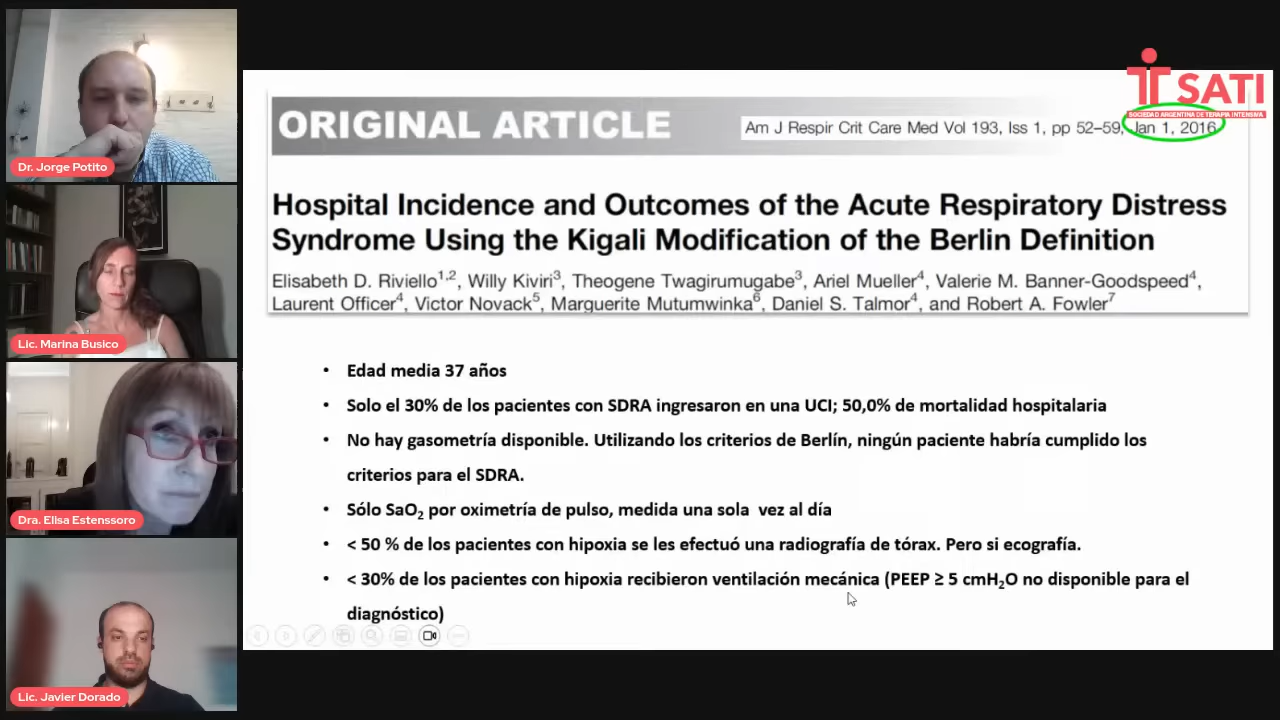 Dr. Jorge Potito
Lic. Marina Busico
Dra. Elisa Estenssoro
Lic. Javier Dorado
SATI
SOCIEDAD ARGENTINA DE TERAPIA INTENSIVA
ORIGINAL ARTICLE
Am J Respir Crit Care Med Vol 193, Iss 1, pp 52–59, Jan 1, 2016
Hospital Incidence and Outcomes of the Acute Respiratory Distress
Syndrome Using the Kigali Modification of the Berlin Definition
Elisabeth D. Riviello1,2, Willy Kiviri3, Theogene Twagirumugabe3, Ariel Mueller4, Valerie M. Banner-Goodspeed4,
Laurent Officer4, Victor Novack5, Marguerite Mutumwinka6, Daniel S. Talmor4, and Robert A. Fowler7
• Edad media 37 años
• Solo el 30% de los pacientes con SDRA ingresaron en una UCI; 50,0% de mortalidad hospitalaria
• No hay gasometría disponible. Utilizando los criterios de Berlín, ningún paciente habría cumplido los
criterios para el SDRA.
• Sólo SaO2 por oximetría de pulso, medida una sola vez al día
• < 50 % de los pacientes con hipoxia se les efectuó una radiografía de tórax. Pero si ecografía.
• < 30% de los pacientes con hipoxia recibieron ventilación mecánica (PEEP ≥ 5 cmH2O no disponible para el
diagnóstico)